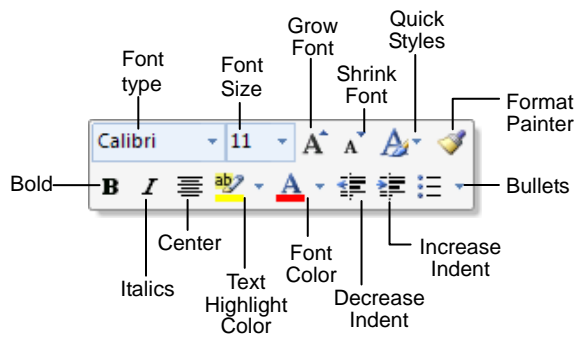 Font
type
Font
Size
Grow
Font
Shrink
Font
Quick
Styles
Format
Painter
Calibri
11
A
A
A
Bold
B
I
ab
A
Bullets
Center
Italics
Text
Highlight
Color
Font
Color
Decrease
Indent
Increase
Indent